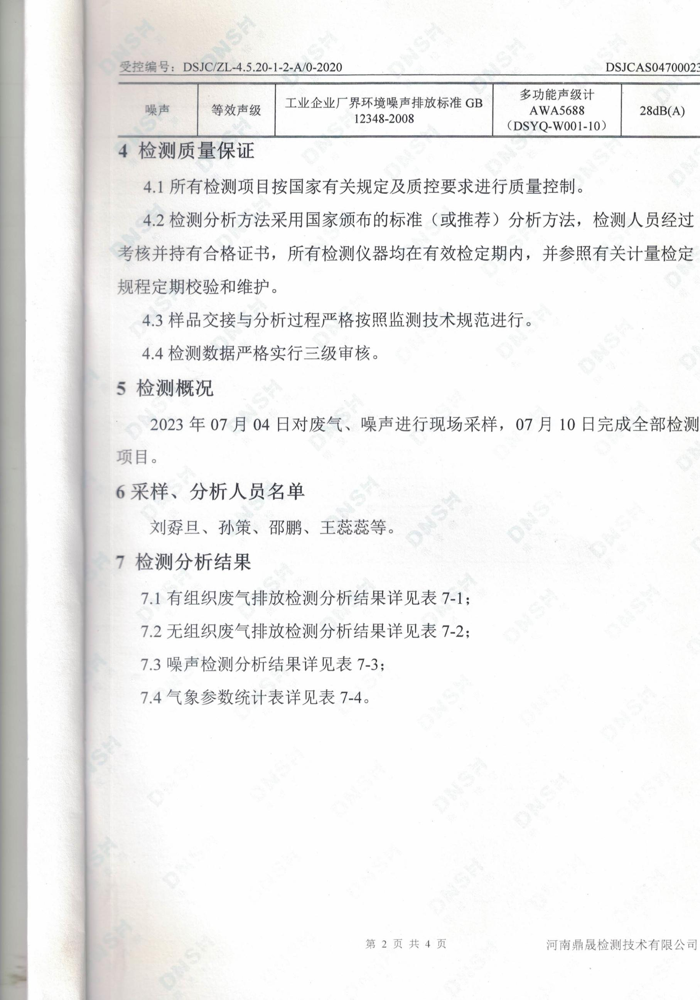 受控编号：DSJC/ZL-4.5.20-1-2-A/0-2020 DSJCAS04700023
噪声 等效声级 工业企业厂界环境噪声排放标准 GB 12348-2008 多功能声级计 AWA5688 （DSYQ-W001-10） 28dB(A)
4 检测质量保证
4.1 所有检测项目按国家有关规定及质控要求进行质量控制。
4.2 检测分析方法采用国家颁布的标准（或推荐）分析方法，检测人员经过
考核并持有合格证书，所有检测仪器均在有效检定期内，并参照有关计量检定
规程定期校验和维护。
4.3 样品交接与分析过程严格按照监测技术规范进行。
4.4 检测数据严格实行三级审核。
5 检测概况
2023 年 07 月 04 日对废气、噪声进行现场采样，07 月 10 日完成全部检测
项目。
6 采样、分析人员名单
刘孬旦、孙策、邵鹏、王蕊蕊等。
7 检测分析结果
7.1 有组织废气排放检测分析结果详见表 7-1；
7.2 无组织废气排放检测分析结果详见表 7-2；
7.3 噪声检测分析结果详见表 7-3；
7.4 气象参数统计表详见表 7-4。
第 2 页 共 4 页 河南鼎晟检测技术有限公司